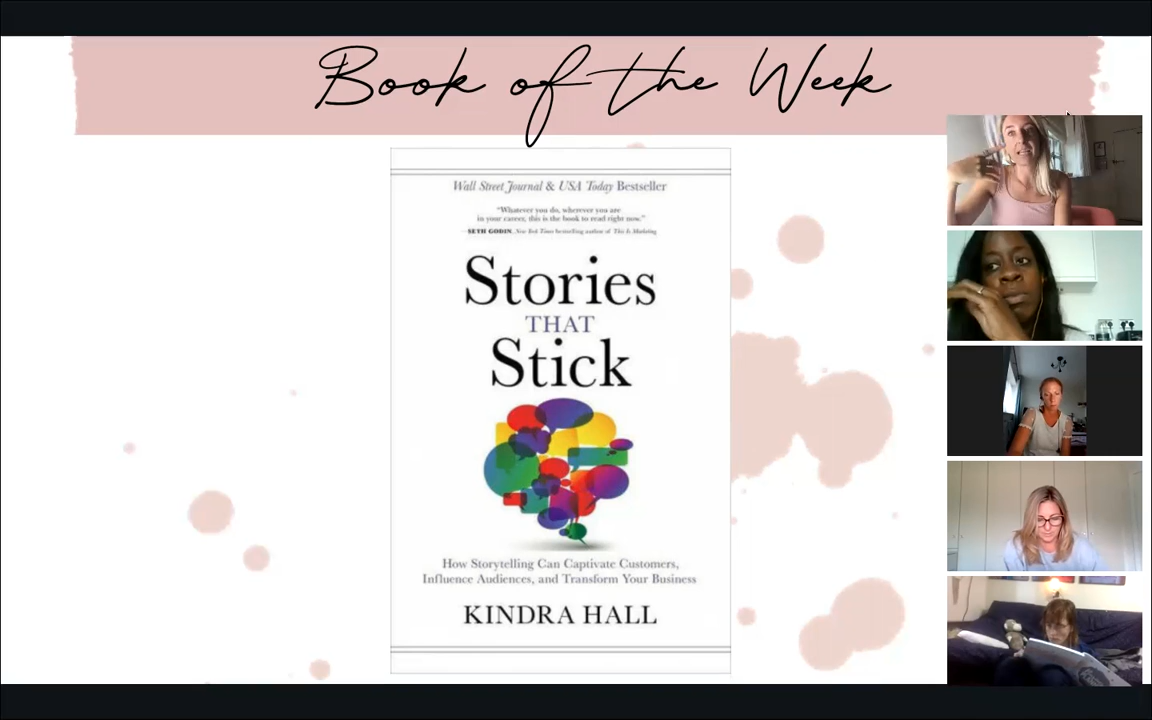 Book of the Week
Wall Street Journal & USA Today Bestseller
“Whatever you do, wherever you are
in your career, this is the book to read right now.”
—SETH GODIN, New York Times bestselling author of This Is Marketing
Stories
THAT
Stick
How Storytelling Can Captivate Customers,
Influence Audiences, and Transform Your Business
KINDRA HALL